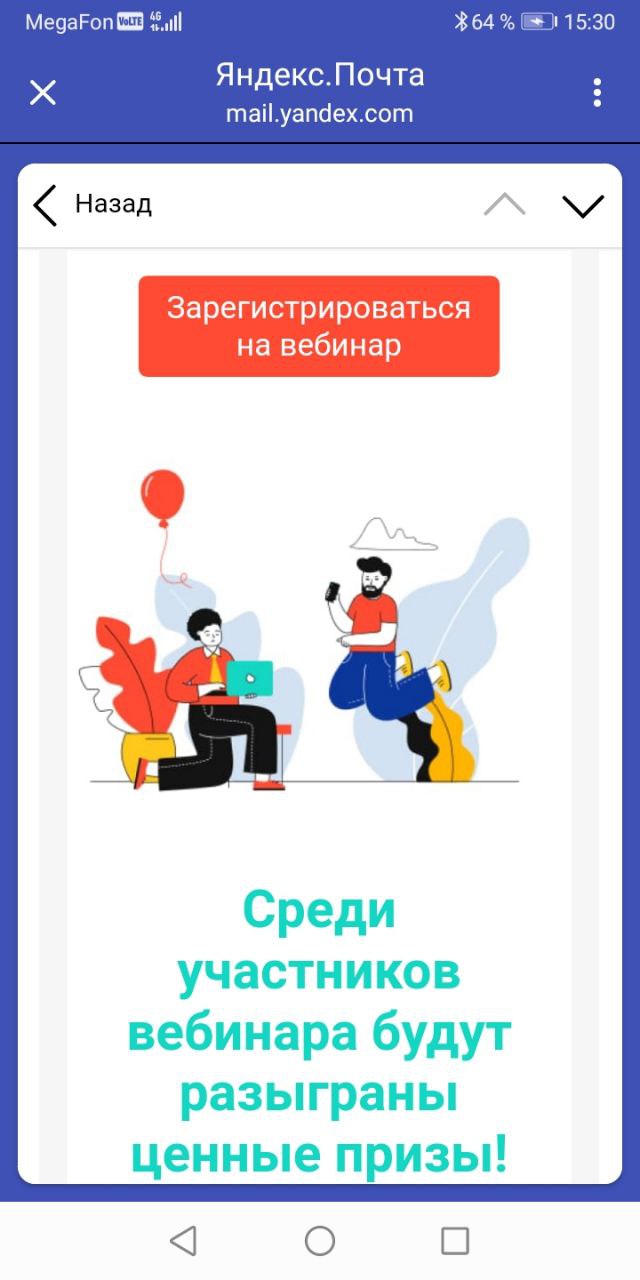 MegaFon VoLTE 4G 64 % 15:30
Яндекс.Почта
mail.yandex.com
Назад
Зарегистрироваться
на вебинар
Среди
участников
вебинара будут
разыграны
ценные призы!